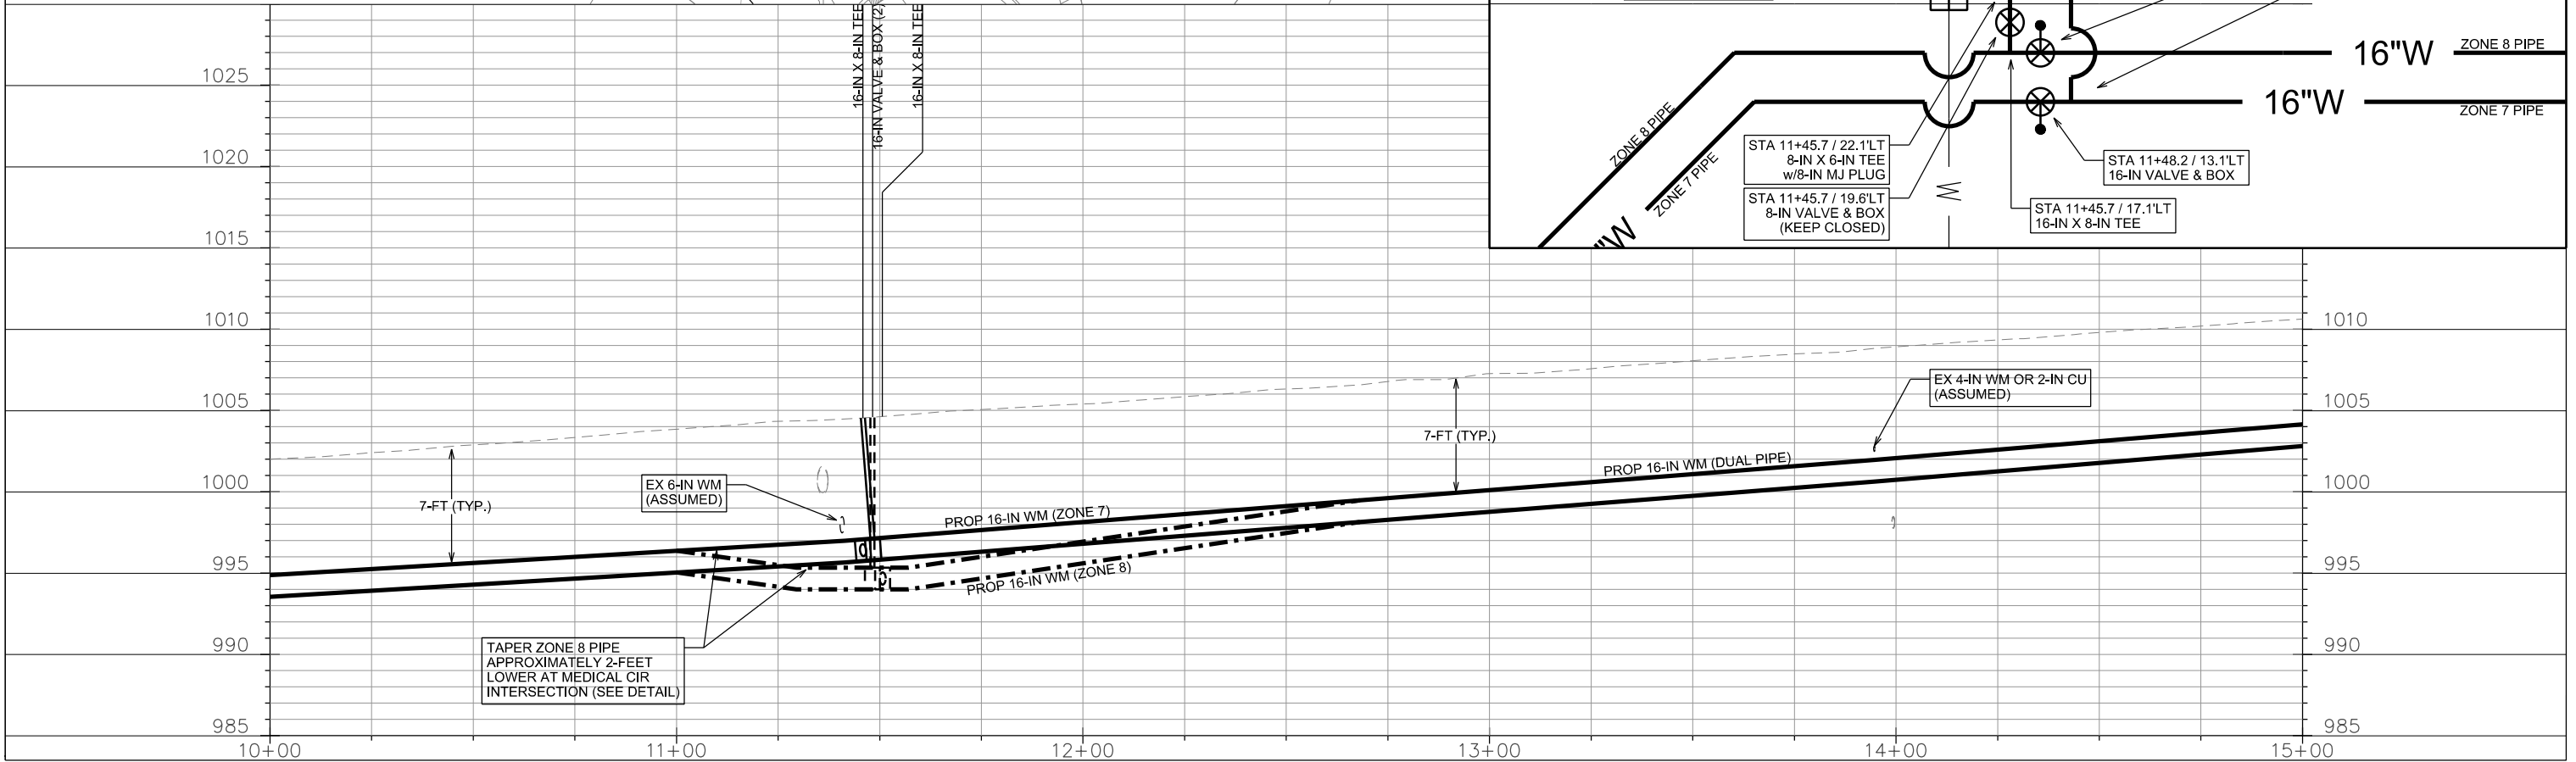 16-IN X 8-IN TEE
16-IN VALVE & BOX (2)
16-IN X 8-IN TEE
16"W
ZONE 8 PIPE
16"W
ZONE 7 PIPE
ZONE 8 PIPE
ZONE 7 PIPE
"W
STA 11+45.7 / 22.1'LT
8-IN X 6-IN TEE
w/8-IN MJ PLUG
STA 11+45.7 / 19.6'LT
8-IN VALVE & BOX
(KEEP CLOSED)
W
STA 11+48.2 / 13.1'LT
16-IN VALVE & BOX
STA 11+45.7 / 17.1'LT
16-IN X 8-IN TEE
1025
1020
1015
1010
1005
1000
995
990
985
1010
1005
1000
995
990
985
7-FT (TYP.)
EX 6-IN WM
(ASSUMED)
PROP 16-IN WM (ZONE 7)
PROP 16-IN WM (ZONE 8)
7-FT (TYP.)
PROP 16-IN WM (DUAL PIPE)
EX 4-IN WM OR 2-IN CU
(ASSUMED)
TAPER ZONE 8 PIPE
APPROXIMATELY 2-FEET
LOWER AT MEDICAL CIR
INTERSECTION (SEE DETAIL)
10+00
11+00
12+00
13+00
14+00
15+00